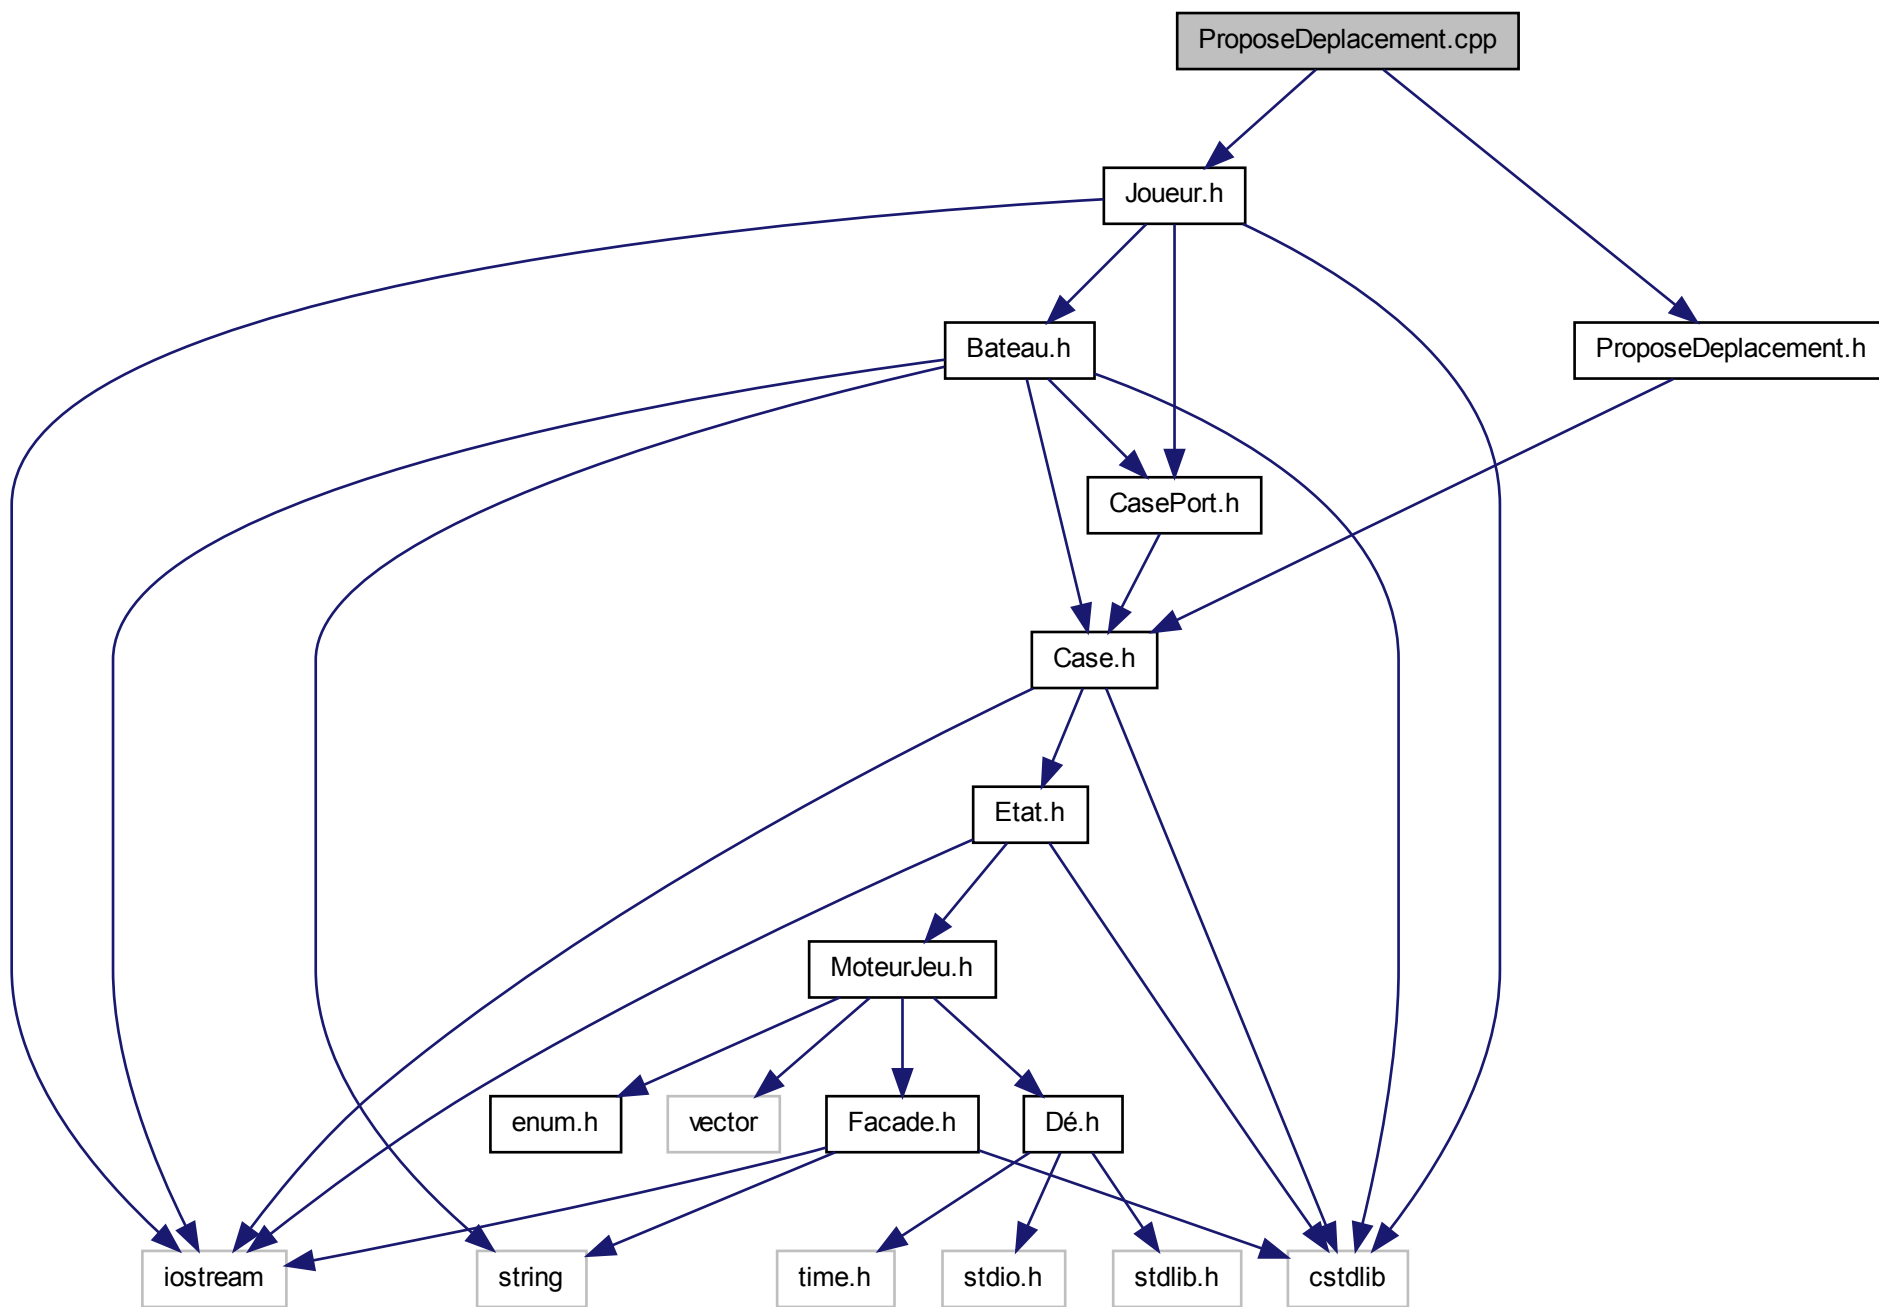 ProposeDeplacement.cpp
Joueur.h
Bateau.h
ProposeDeplacement.h
CasePort.h
Case.h
Etat.h
MoteurJeu.h
enum.h
vector
Facade.h
Dé.h
iostream
string
time.h
stdio.h
stdlib.h
cstdlib